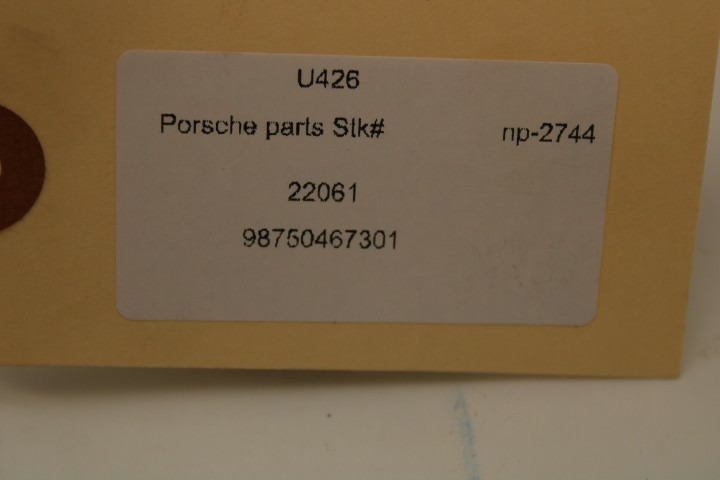 U426
Porsche parts Stk# np-2744
22061
98750467301